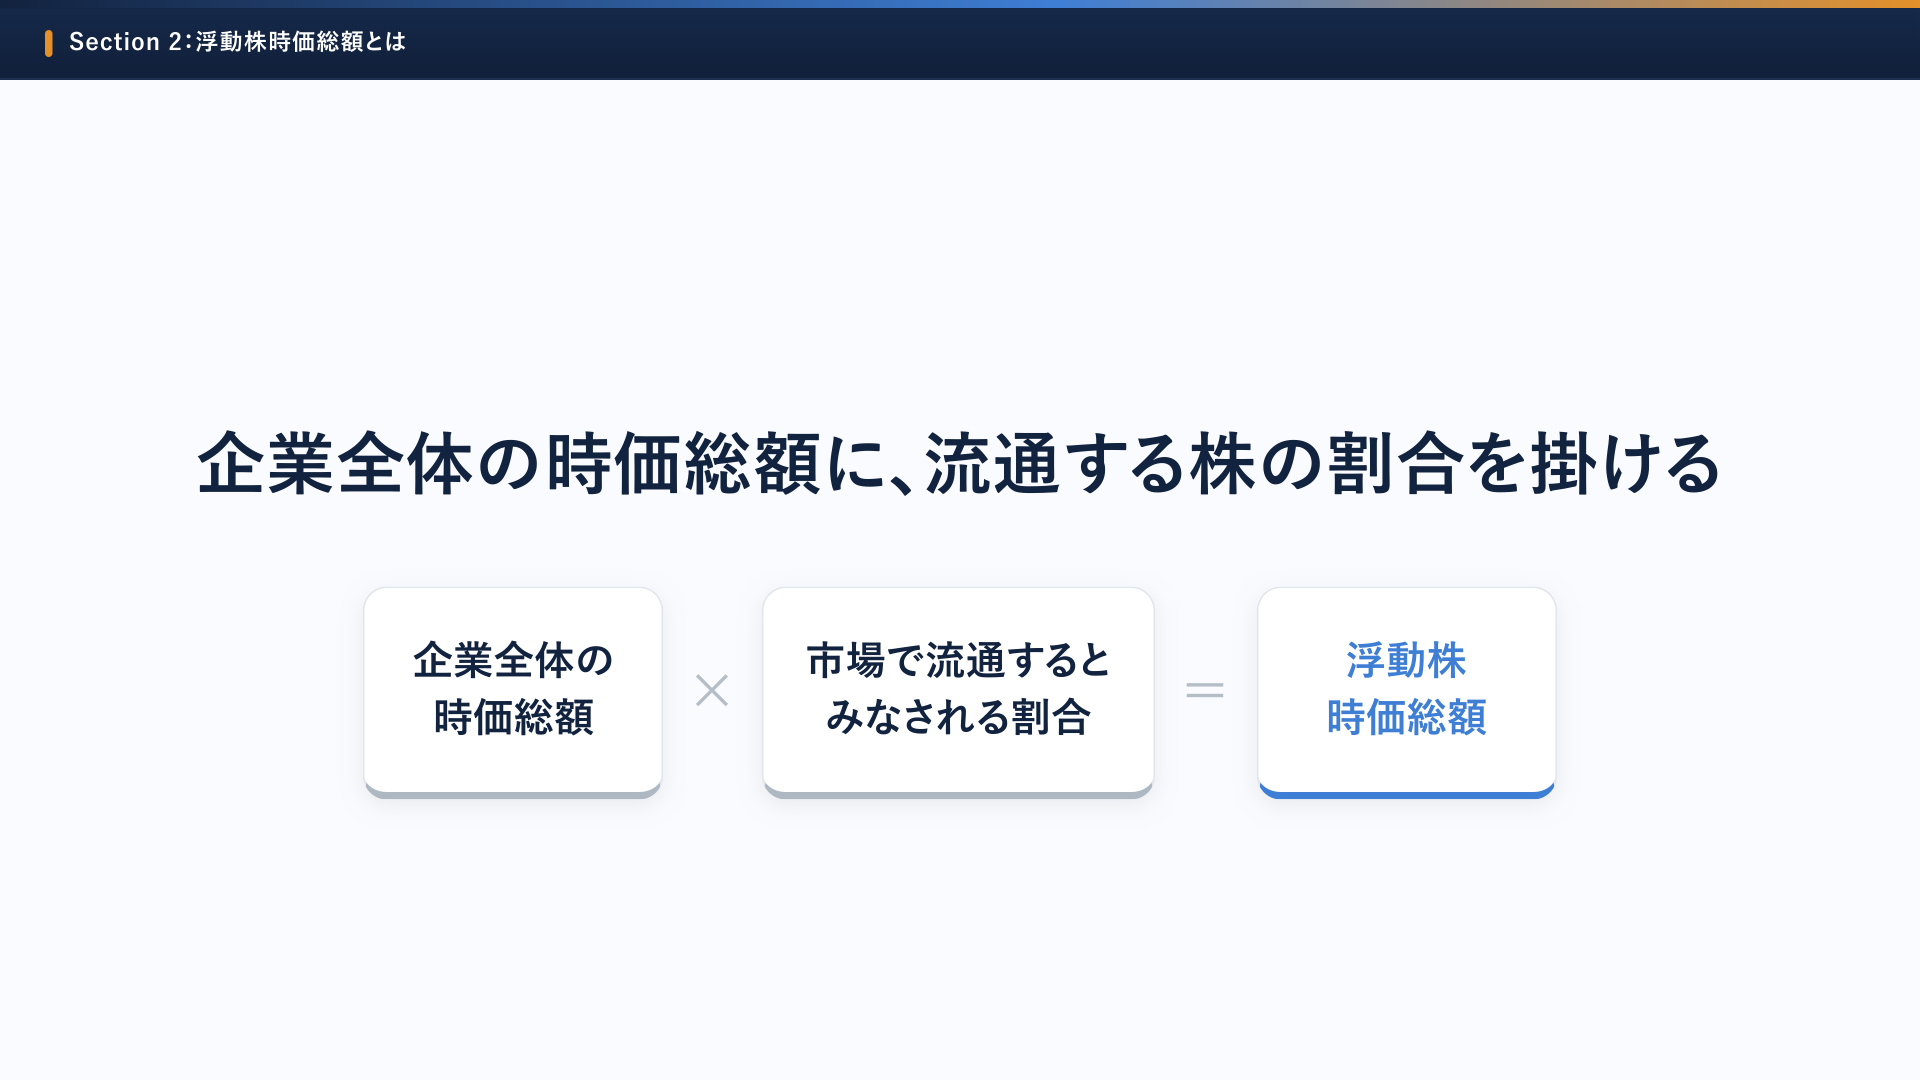 Section 2：浮動株時価総額とは
企業全体の時価総額に、流通する株の割合を掛ける
企業全体の
時価総額
×
市場で流通すると
みなされる割合
＝
浮動株
時価総額